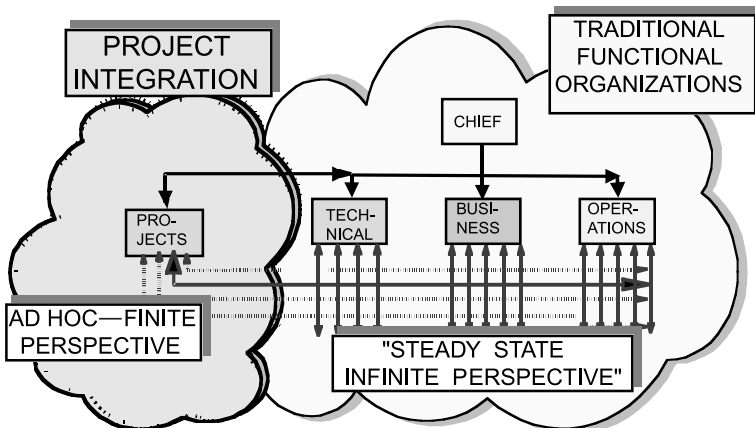 PROJECT
INTEGRATION
TRADITIONAL
FUNCTIONAL
ORGANIZATIONS
CHIEF
PRO-
JECTS
TECH-
NICAL
BUSI-
NESS
OPER-
ATIONS
AD HOC—FINITE
PERSPECTIVE
"STEADY STATE
INFINITE PERSPECTIVE"